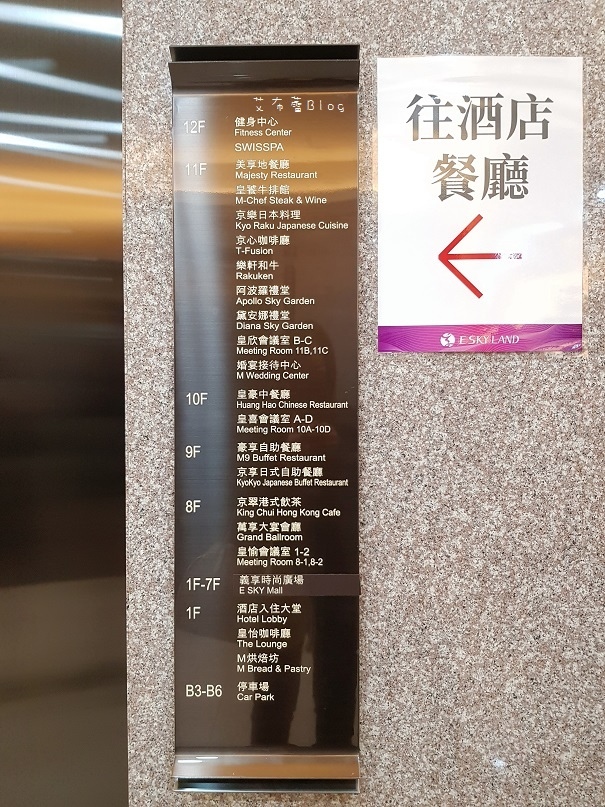 艾布蕾Blog
12F 健身中心
Fitness Center
SWISSPA
11F 美享地餐廳
Majesty Restaurant
皇饕牛排館
M-Chef Steak & Wine
京樂日本料理
Kyo Raku Japanese Cuisine
京心咖啡廳
T-Fusion
樂軒和牛
Rakuken
阿波羅禮堂
Apollo Sky Garden
黛安娜禮堂
Diana Sky Garden
皇欣會議室 B-C
Meeting Room 11B,11C
婚宴接待中心
M Wedding Center
10F 皇豪中餐廳
Huang Hao Chinese Restaurant
皇喜會議室 A-D
Meeting Room 10A-10D
9F 豪享自助餐廳
M9 Buffet Restaurant
京享日式自助餐廳
KyoKyo Japanese Buffet Restaurant
8F 京翠港式飲茶
King Chui Hong Kong Cafe
萬享大宴會廳
Grand Ballroom
皇愉會議室 1-2
Meeting Room 8-1,8-2
1F-7F 義享時尚廣場
E SKY Mall
1F 酒店入住大堂
Hotel Lobby
皇怡咖啡廳
The Lounge
M烘焙坊
M Bread & Pastry
B3-B6 停車場
Car Park
往酒店
餐廳
E SKY LAND